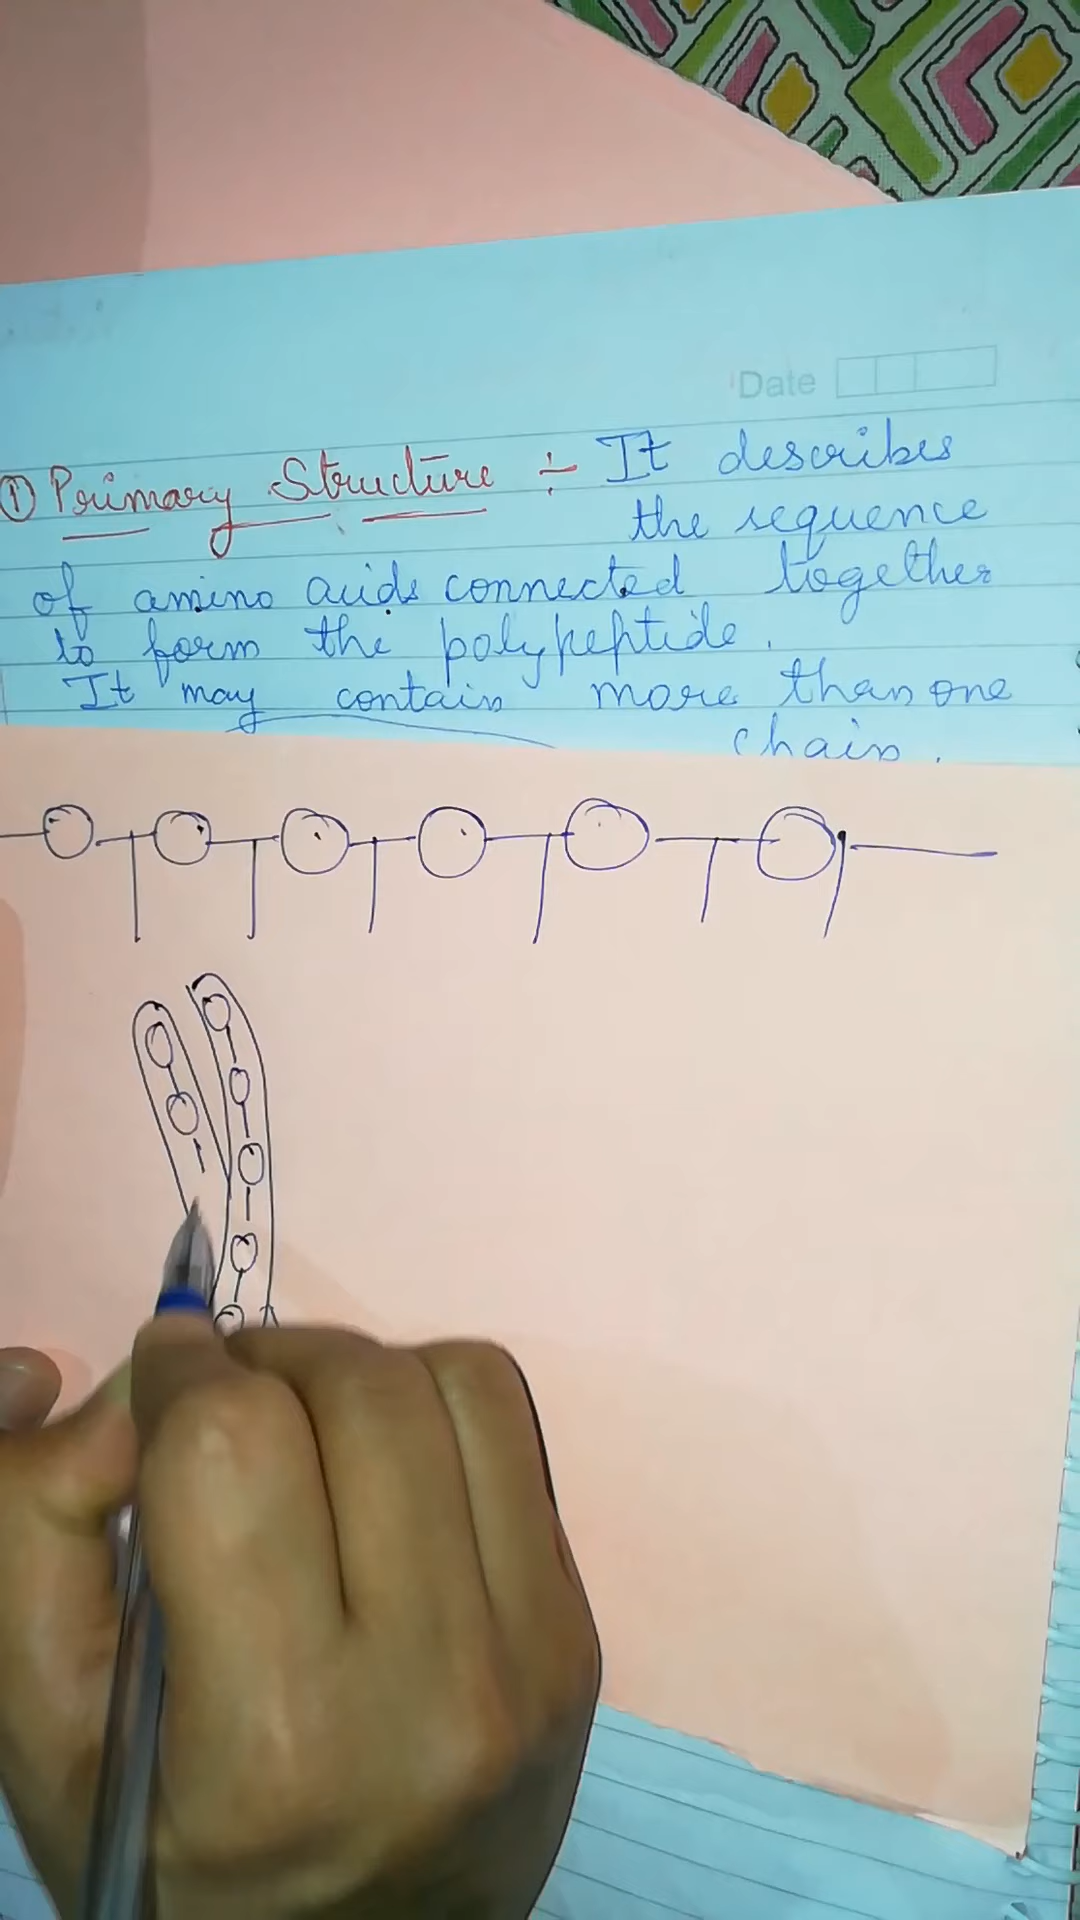 Date
① Primary Structure ÷ It describes
the sequence
of amino acids connected together
to form the polypeptide.
It may contain more than one
chain.